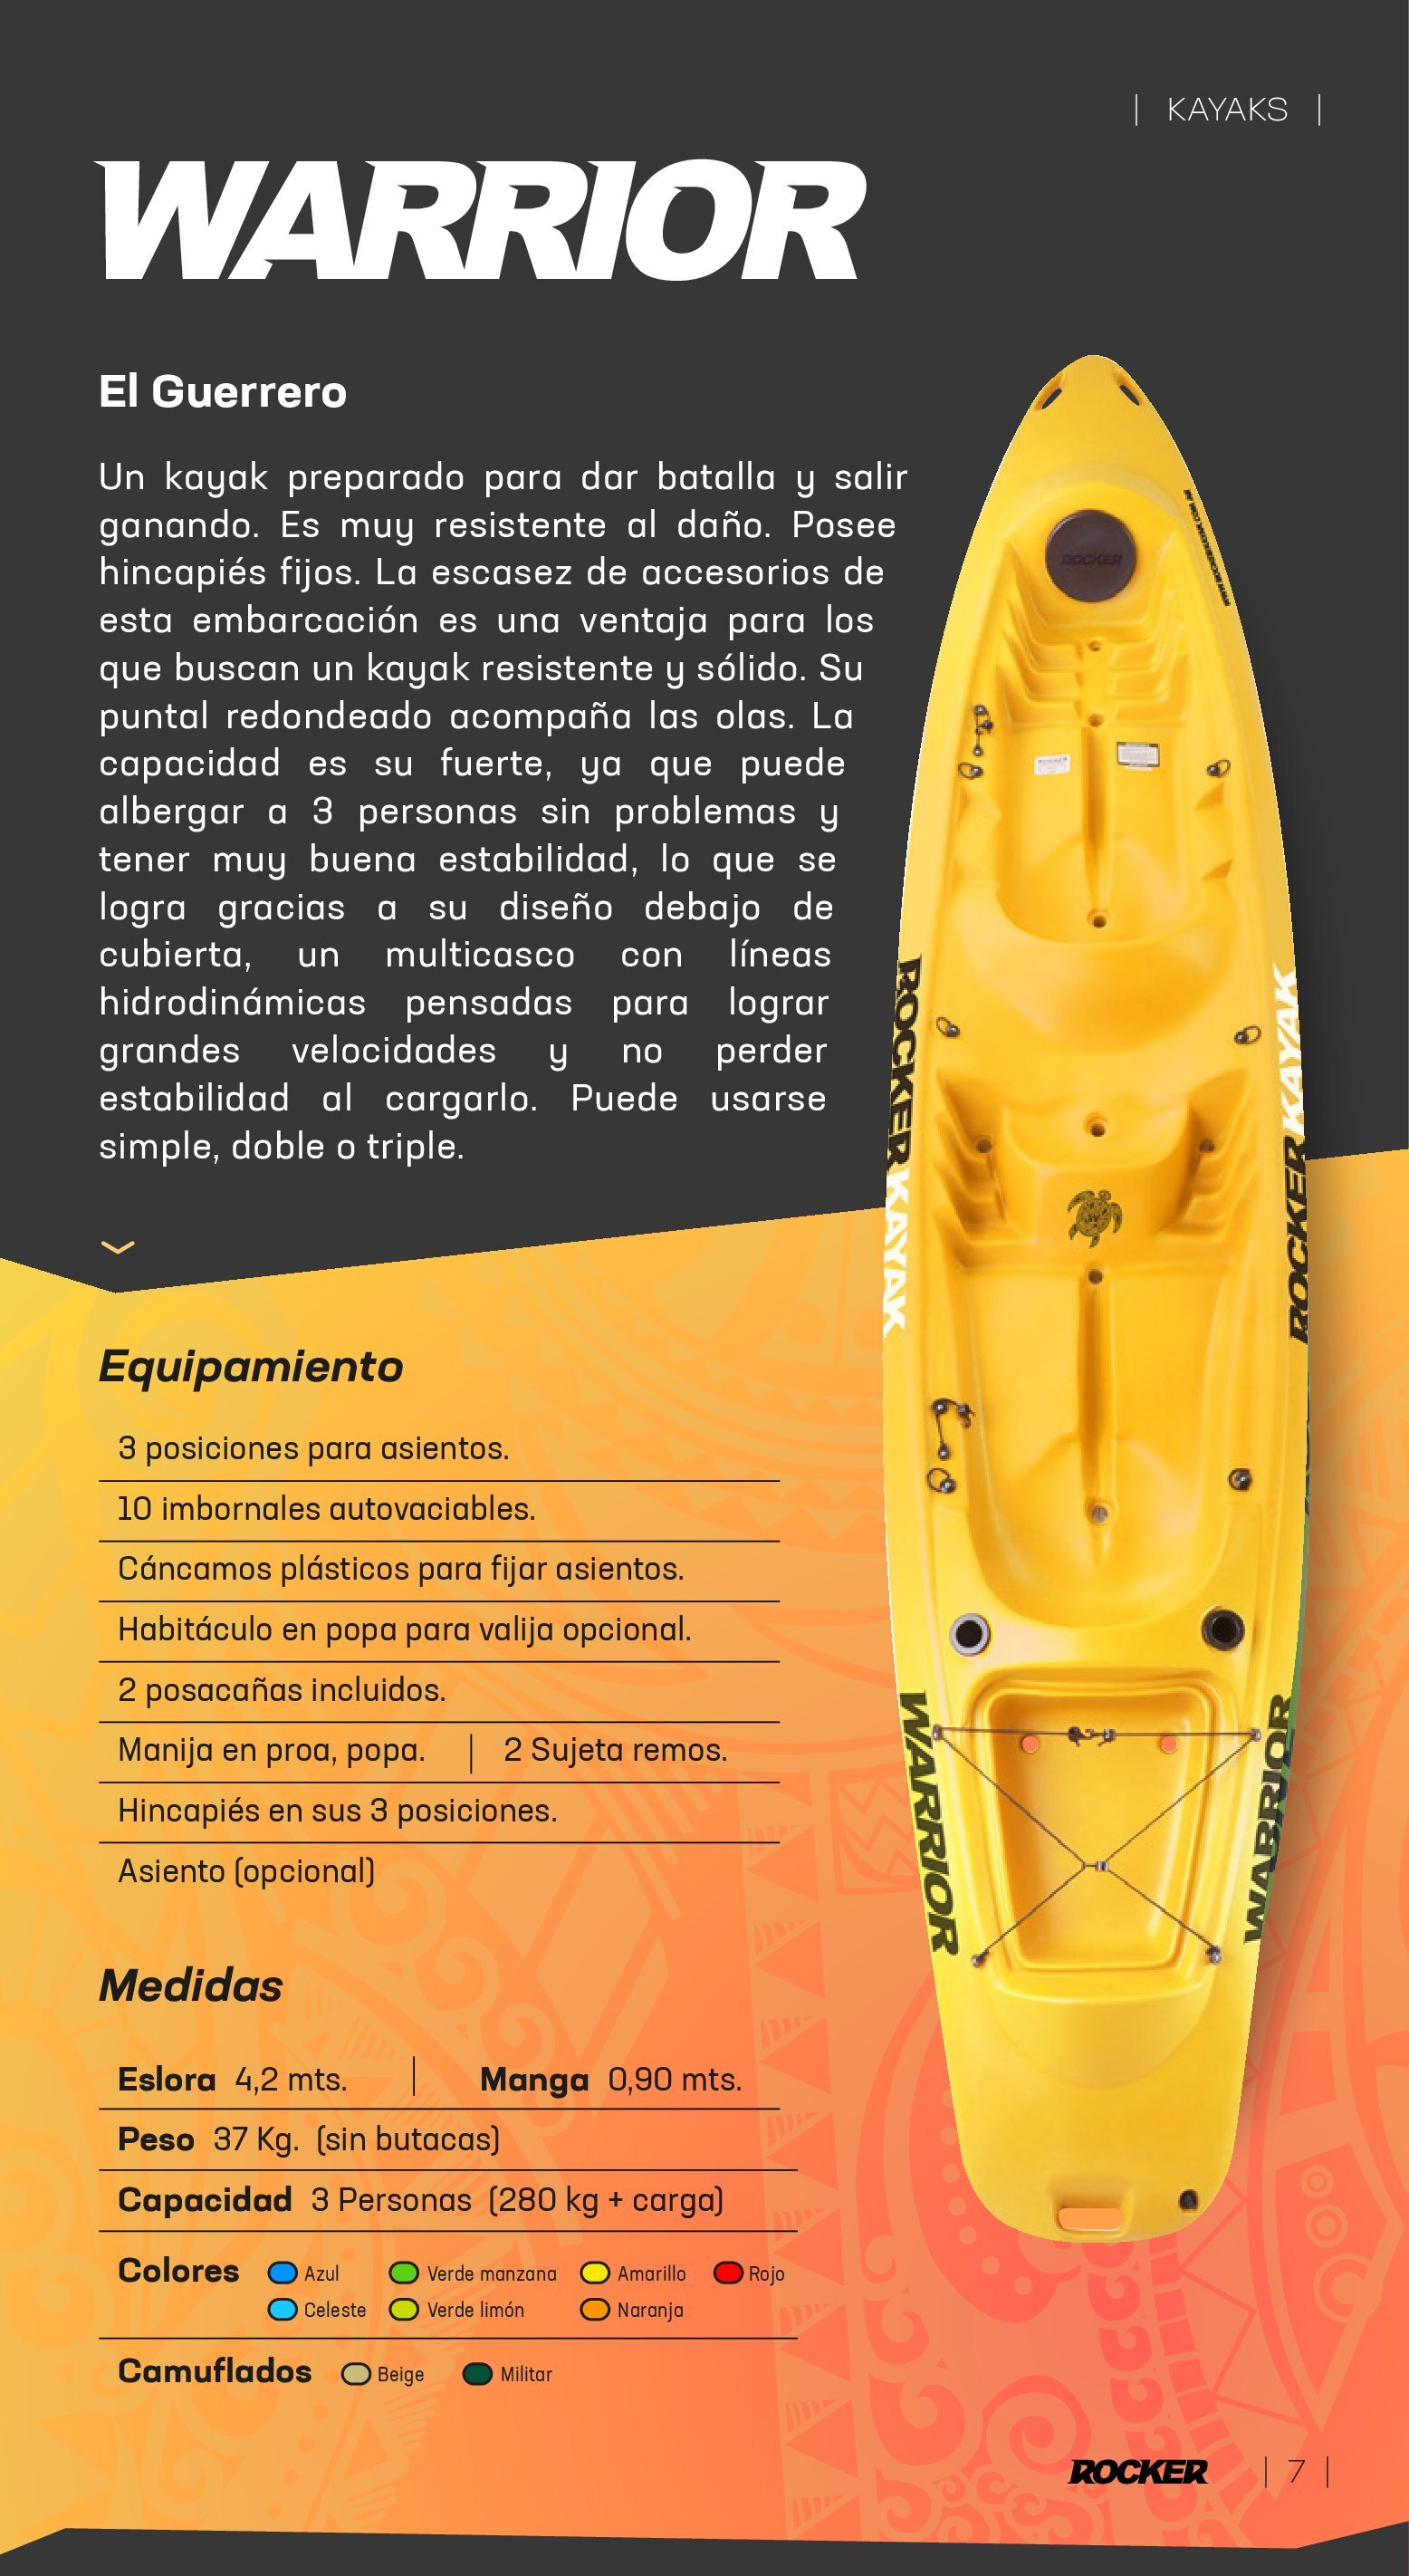 | KAYAKS |
WARRIOR
El Guerrero
Un kayak preparado para dar batalla y salir
ganando. Es muy resistente al daño. Posee
hincapiés fijos. La escasez de accesorios de
esta embarcación es una ventaja para los
que buscan un kayak resistente y sólido. Su
puntal redondeado acompaña las olas. La
capacidad es su fuerte, ya que puede
albergar a 3 personas sin problemas y
tener muy buena estabilidad, lo que se
logra gracias a su diseño debajo de
cubierta, un multicasco con líneas
hidrodinámicas pensadas para lograr
grandes velocidades y no perder
estabilidad al cargarlo. Puede usarse
simple, doble o triple.
ROCKER
ROCKER KAYAK
ROCKER KAYAK
WARRIOR
WARRIOR
Equipamiento
3 posiciones para asientos.
10 imbornales autovaciables.
Cáncamos plásticos para fijar asientos.
Habitáculo en popa para valija opcional.
2 posacañas incluidos.
Manija en proa, popa. | 2 Sujeta remos.
Hincapiés en sus 3 posiciones.
Asiento (opcional)
Medidas
Eslora 4,2 mts. | Manga 0,90 mts.
Peso 37 Kg. (sin butacas)
Capacidad 3 Personas (280 kg + carga)
Colores Azul Verde manzana Amarillo Rojo
Celeste Verde limón Naranja
Camuflados Beige Militar
ROCKER | 7 |